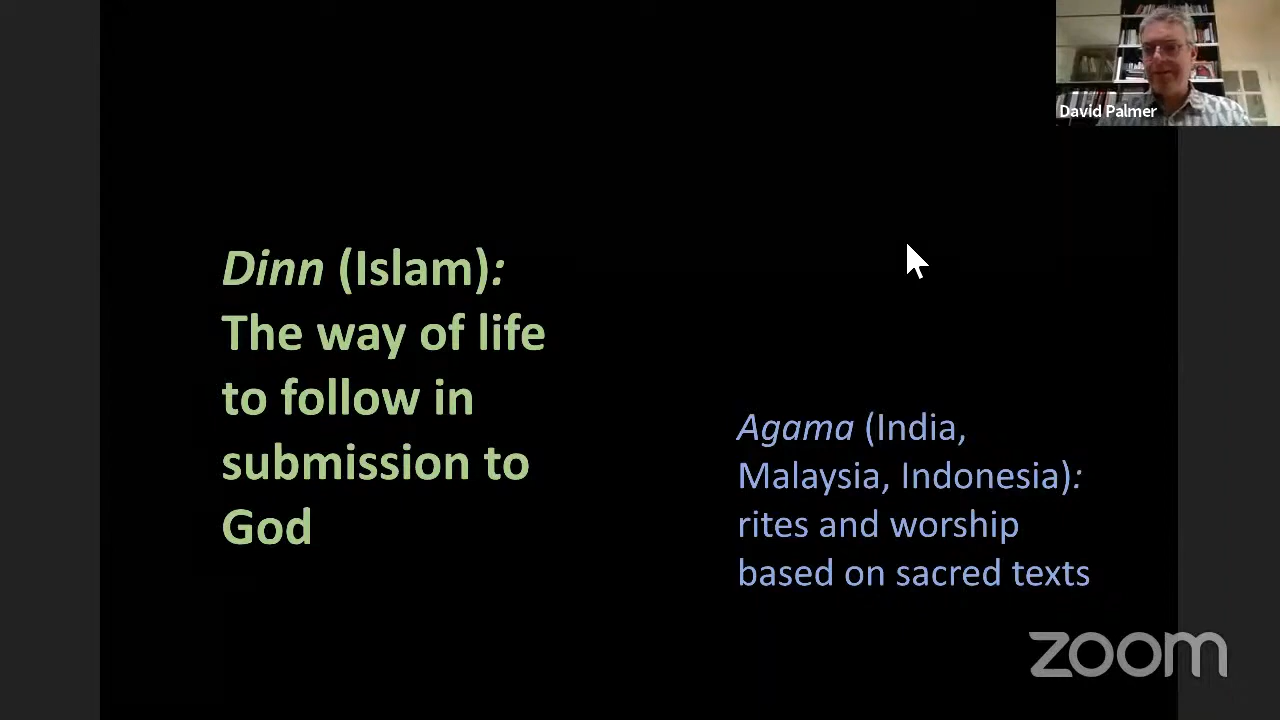 David Palmer
Dinn (Islam):
The way of life
to follow in
submission to
God
Agama (India,
Malaysia, Indonesia):
rites and worship
based on sacred texts
zoom